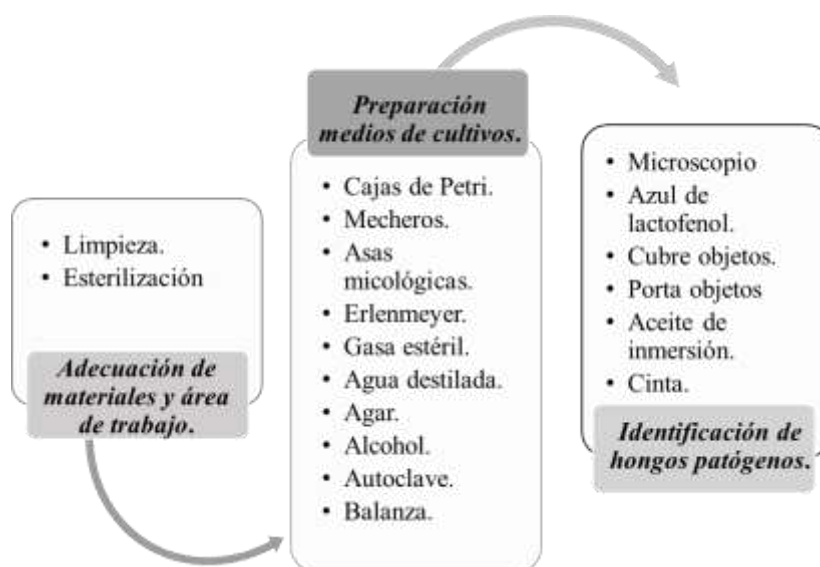 • Limpieza.
• Esterilización
Adecuación de
materiales y área
de trabajo.
Preparación
medios de cultivos.
• Cajas de Petri.
• Mecheros.
• Asas
micológicas.
• Erlenmeyer.
• Gasa estéril.
• Agua destilada.
• Agar.
• Alcohol.
• Autoclave.
• Balanza.
• Microscopio
• Azul de
lactofenol.
• Cubre objetos.
• Porta objetos
• Aceite de
inmersión.
• Cinta.
Identificación de
hongos patógenos.